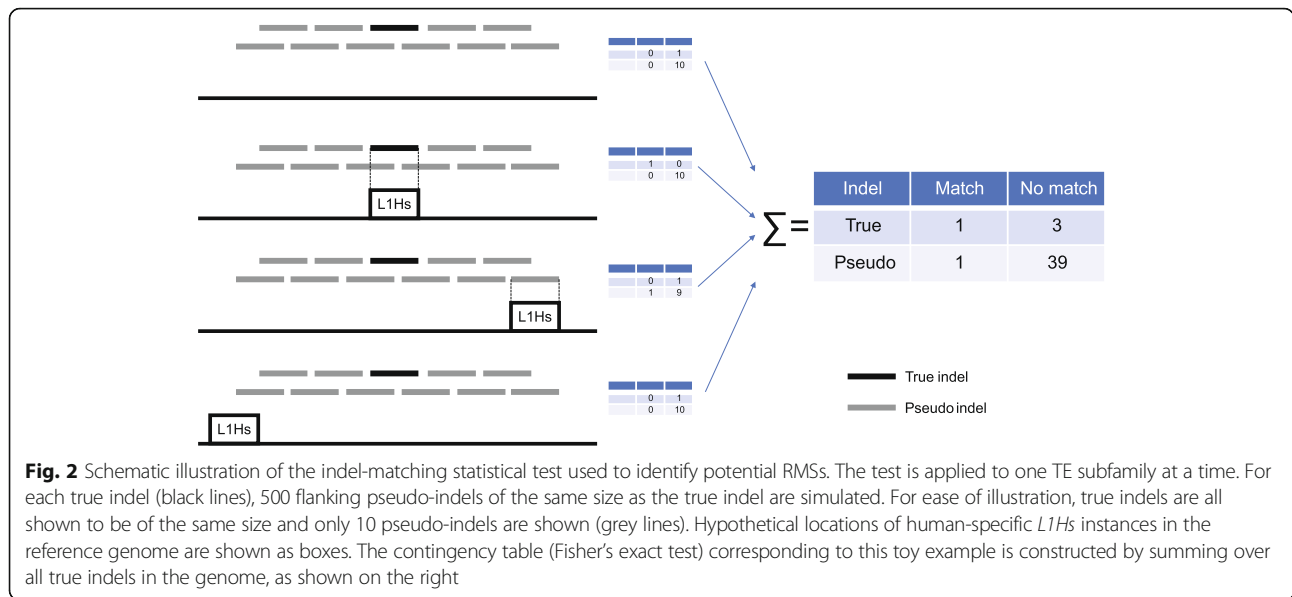 0 1
0 10
1 0
0 10
L1Hs
0 1
1 9
L1Hs
0 1
0 10
L1Hs
∑=
Indel Match No match
True 1 3
Pseudo 1 39
True indel
Pseudo indel
Fig. 2 Schematic illustration of the indel-matching statistical test used to identify potential RMSs. The test is applied to one TE subfamily at a time. For
each true indel (black lines), 500 flanking pseudo-indels of the same size as the true indel are simulated. For ease of illustration, true indels are all
shown to be of the same size and only 10 pseudo-indels are shown (grey lines). Hypothetical locations of human-specific L1Hs instances in the
reference genome are shown as boxes. The contingency table (Fisher’s exact test) corresponding to this toy example is constructed by summing over
all true indels in the genome, as shown on the right